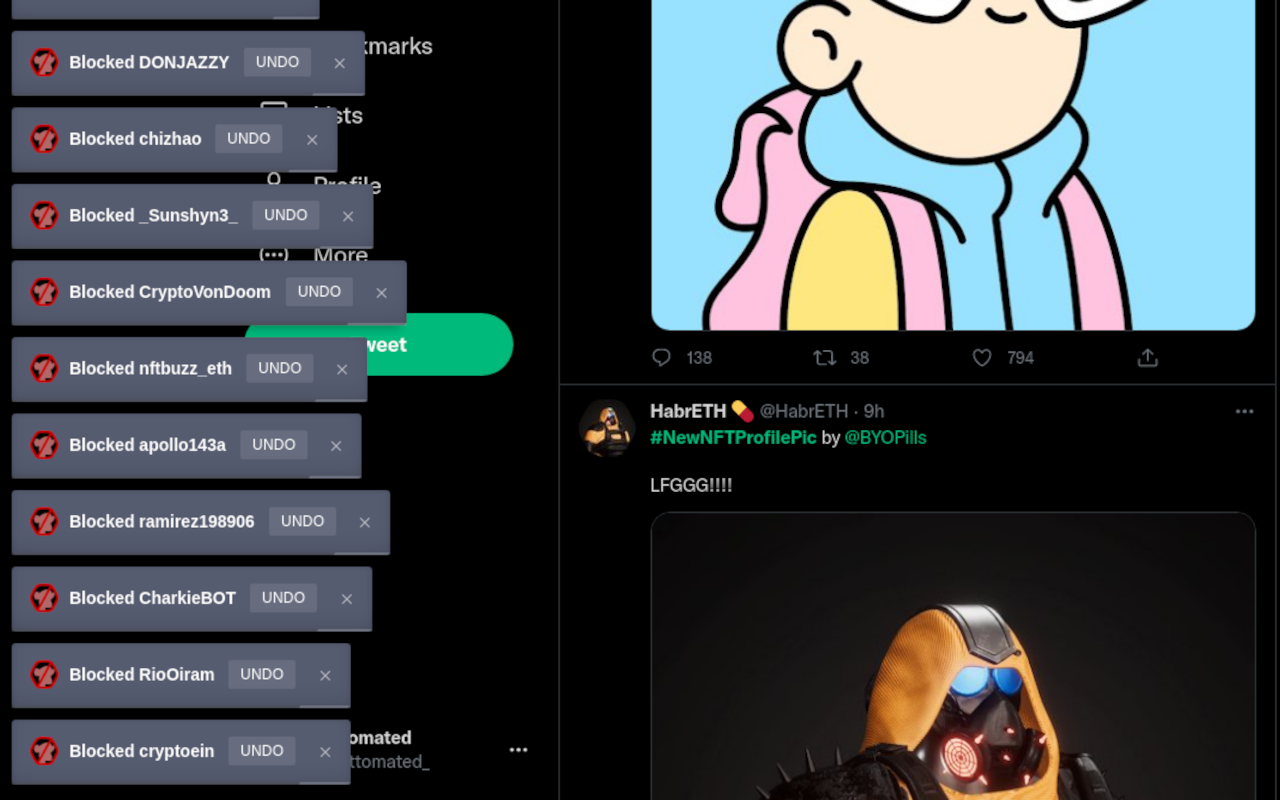 Blocked DONJAZZY UNDO ×
Blocked chizhao UNDO ×
Blocked _Sunshyn3_ UNDO ×
Blocked CryptoVonDoom UNDO ×
Blocked nftbuzz_eth UNDO ×
Blocked apollo143a UNDO ×
Blocked ramirez198906 UNDO ×
Blocked CharkieBOT UNDO ×
Blocked RioOiram UNDO ×
Blocked cryptoein UNDO ×
kmarks
Lists
Profile
More
weet
omated
ttomated_
138 38 794
HabrETH 💊 @HabrETH · 9h
#NewNFTProfilePic by @BYOPills
LFGGG!!!!